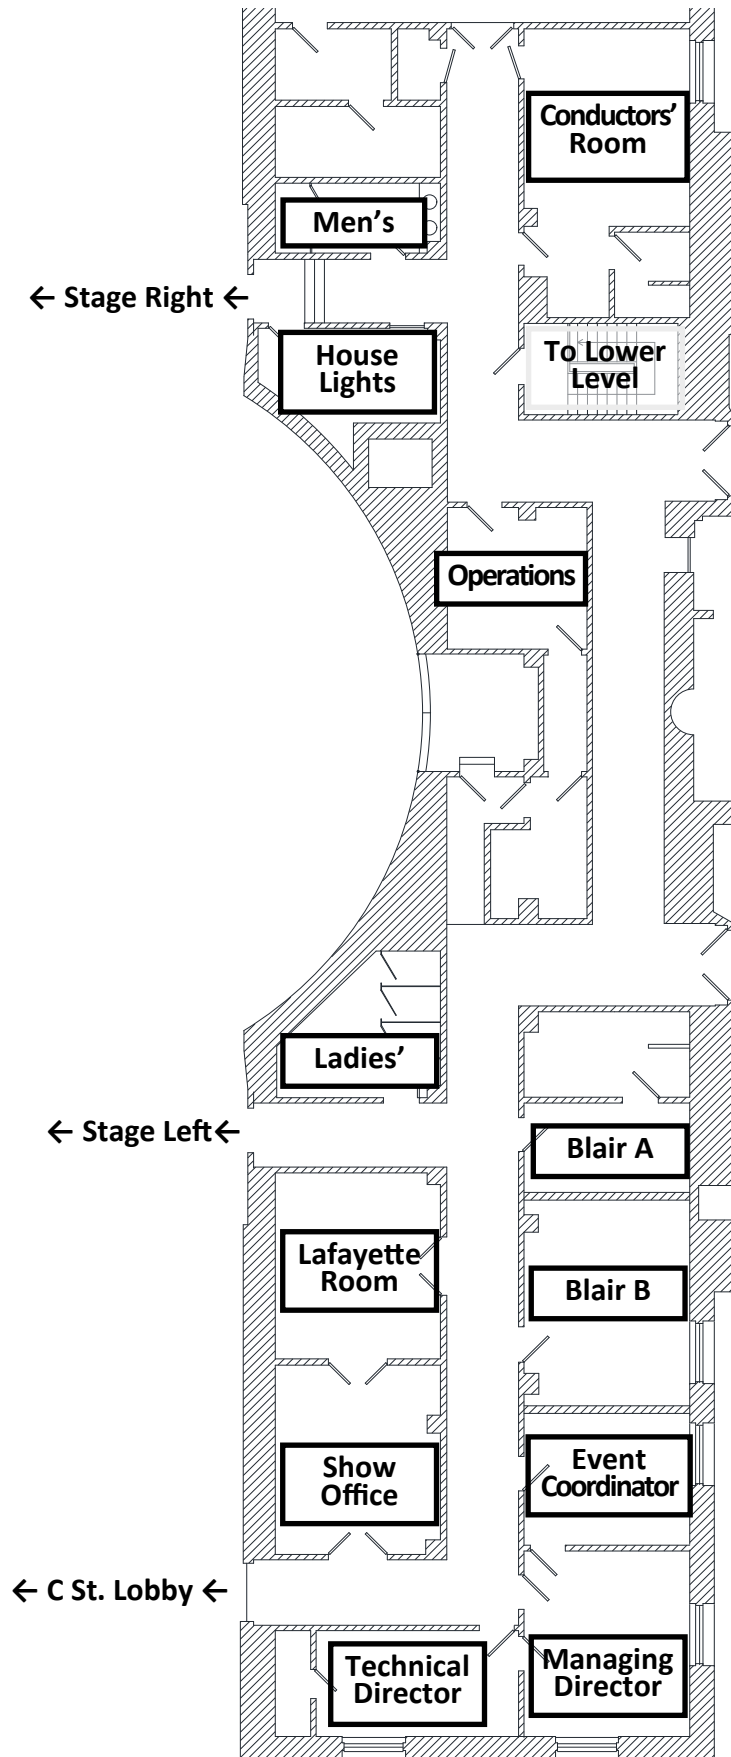 Conductors’
Room
Men’s
← Stage Right ←
House
Lights
To Lower
Level
Operations
Ladies’
← Stage Left←
Blair A
Lafayette
Room
Blair B
Show
Office
Event
Coordinator
← C St. Lobby ←
Technical
Director
Managing
Director